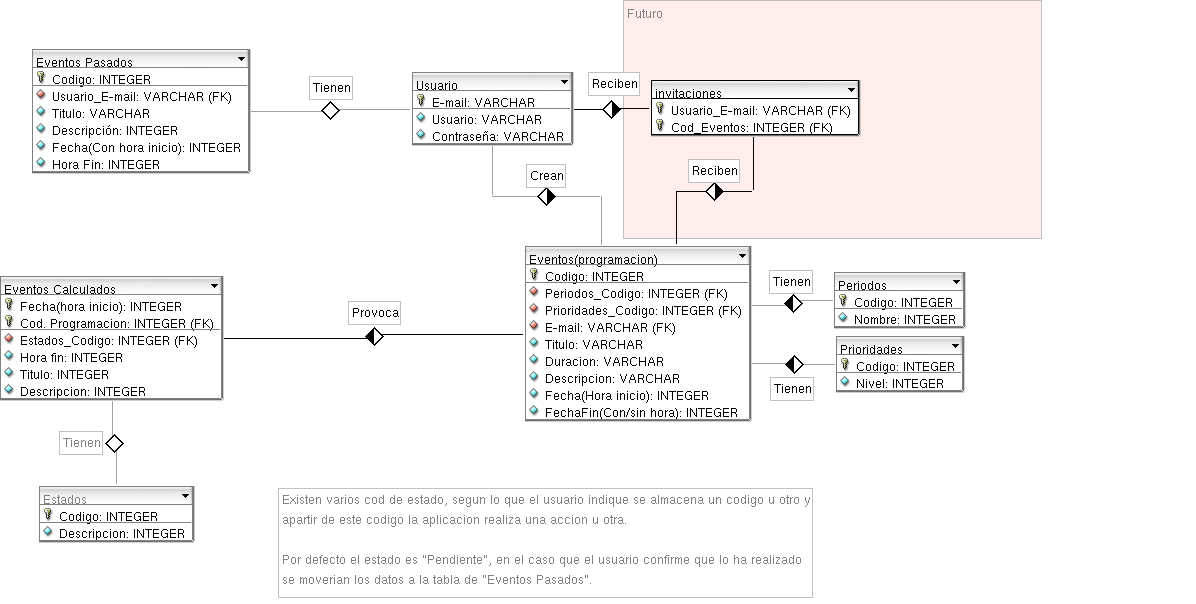 Futuro
Eventos Pasados
Codigo: INTEGER
Usuario_E-mail: VARCHAR (FK)
Titulo: VARCHAR
Descripción: INTEGER
Fecha(Con hora inicio): INTEGER
Hora Fin: INTEGER
Tienen
Usuario
E-mail: VARCHAR
Usuario: VARCHAR
Contraseña: VARCHAR
Reciben
invitaciones
Usuario_E-mail: VARCHAR (FK)
Cod_Eventos: INTEGER (FK)
Crean
Reciben
Eventos Calculados
Fecha(hora inicio): INTEGER
Cod. Programacion: INTEGER (FK)
Estados_Codigo: INTEGER (FK)
Hora fin: INTEGER
Titulo: INTEGER
Descripcion: INTEGER
Provoca
Eventos(programacion)
Codigo: INTEGER
Periodos_Codigo: INTEGER (FK)
Prioridades_Codigo: INTEGER (FK)
E-mail: VARCHAR (FK)
Titulo: VARCHAR
Duracion: VARCHAR
Descripcion: VARCHAR
Fecha(Hora inicio): INTEGER
FechaFin(Con/sin hora): INTEGER
Tienen
Periodos
Codigo: INTEGER
Nombre: INTEGER
Prioridades
Codigo: INTEGER
Nivel: INTEGER
Tienen
Tienen
Estados
Codigo: INTEGER
Descripcion: INTEGER
Existen varios cod de estado, segun lo que el usuario indique se almacena un codigo u otro y
apartir de este codigo la aplicacion realiza una accion u otra.
Por defecto el estado es "Pendiente", en el caso que el usuario confirme que lo ha realizado
se moverian los datos a la tabla de "Eventos Pasados".